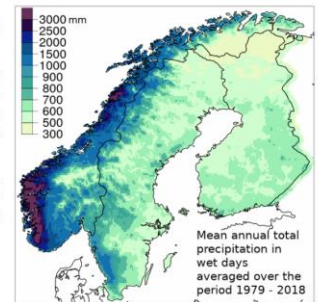 3000 mm
2500
2000
1500
1000
900
800
700
600
500
300
Mean annual total
precipitation in
wet days
averaged over the
period 1979 - 2018